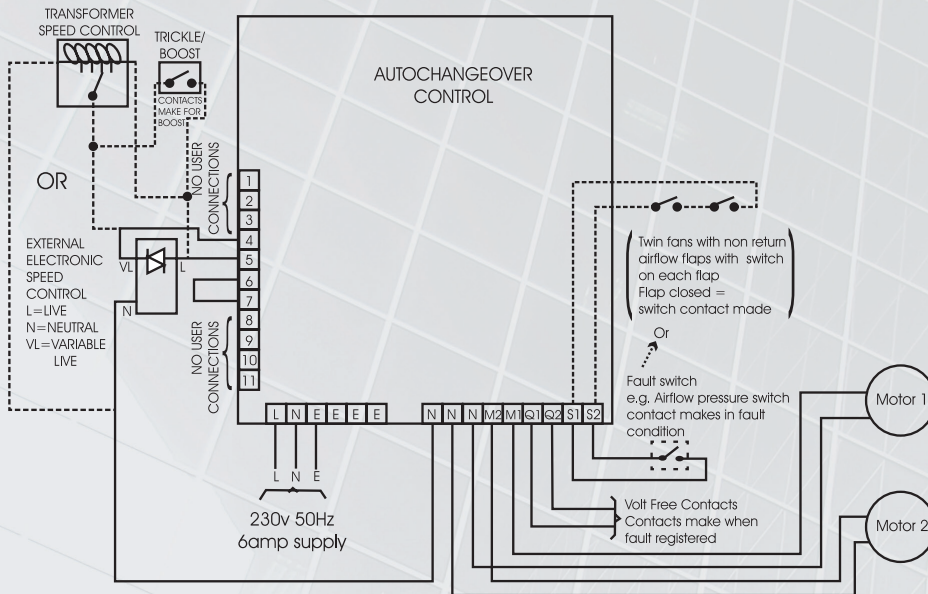 TRANSFORMER
SPEED CONTROL
TRICKLE/
BOOST
CONTACTS
MAKE FOR
BOOST
AUTOCHANGEOVER
CONTROL
OR
NO USER
CONNECTIONS
1
2
3
4
5
6
7
8
9
10
11
NO USER
CONNECTIONS
EXTERNAL
ELECTRONIC
SPEED
CONTROL
L=LIVE
N=NEUTRAL
VL=VARIABLE
LIVE
VL
L
N
Twin fans with non return
airflow flaps with switch
on each flap
Flap closed =
switch contact made
Or
Fault switch
e.g. Airflow pressure switch
contact makes in fault
condition
L N E E E E
N N N M2 M1 Q1 Q2 S1 S2
L N E
230v 50Hz
6amp supply
Volt Free Contacts
Contacts make when
fault registered
Motor 1
Motor 2